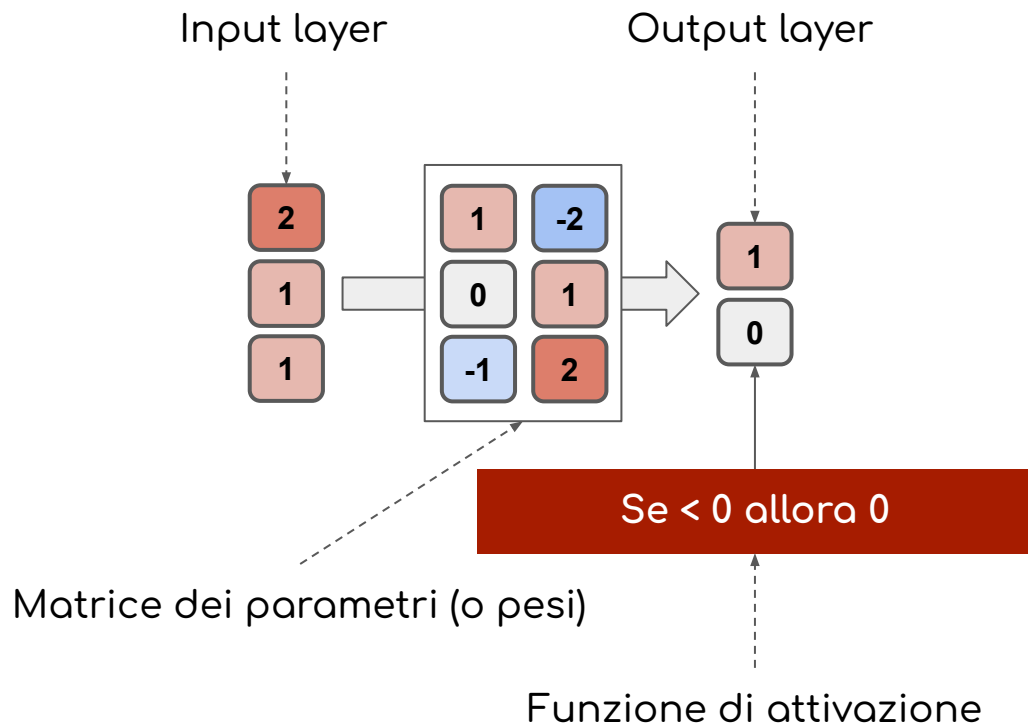 Input layer
Output layer
2
1
1
1 -2
0 1
-1 2
1
0
Se < 0 allora 0
Matrice dei parametri (o pesi)
Funzione di attivazione